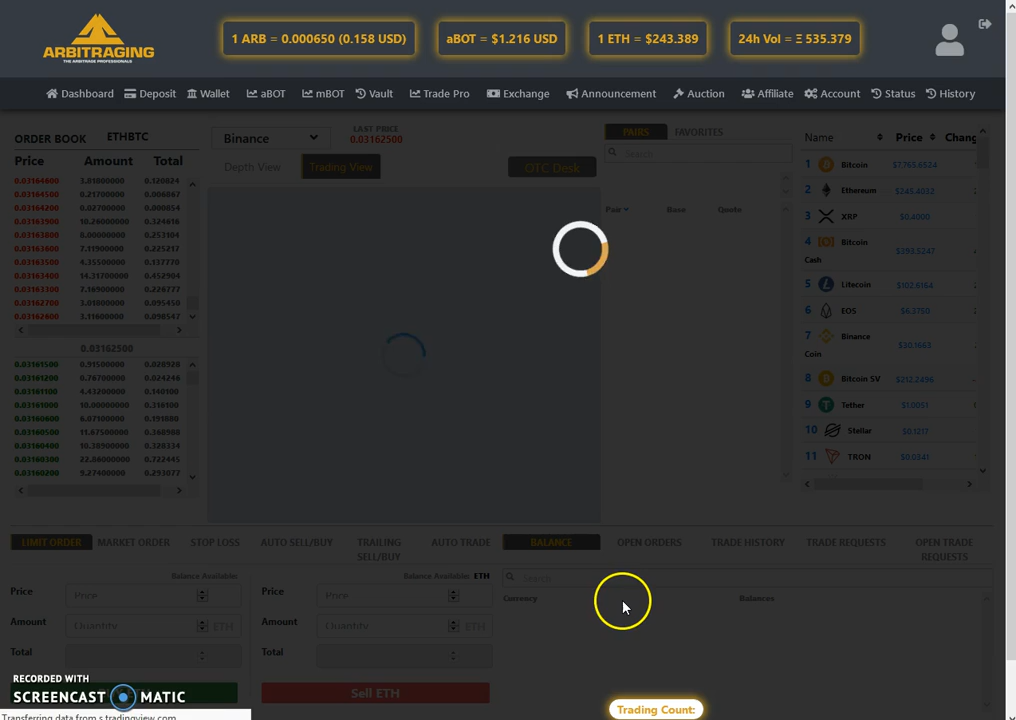 ARBITRAGING
THE ARBITRAGE PROFESSIONALS
1 ARB = 0.000650 (0.158 USD)
aBOT = $1.216 USD
1 ETH = $243.389
24h Vol = Ξ 535.379
Dashboard Deposit Wallet aBOT mBOT Vault Trade Pro Exchange Announcement Auction Affiliate Account Status History
ORDER BOOK ETHBTC
Binance
LAST PRICE
0.03162500
Depth View Trading View OTC Desk
PAIRS FAVORITES
Search
Pair Base Quote
Name Price Chang
1 Bitcoin $7,765.6524
2 Ethereum $245.4032
3 XRP $0.4000
4 Bitcoin Cash $393.5247
5 Litecoin $102.6164
6 EOS $6.3750
7 Binance Coin $30.1663
8 Bitcoin SV $212.2496
9 Tether $1.0051
10 Stellar $0.1217
11 TRON $0.0341
Price Amount Total
0.03164600 3.81800000 0.120824
0.03164500 0.21700000 0.006867
0.03164200 0.02700000 0.000854
0.03163900 10.26000000 0.324616
0.03163800 8.00000000 0.253104
0.03163600 7.11900000 0.225217
0.03163500 4.35500000 0.137770
0.03163400 14.31700000 0.452904
0.03163300 7.16900000 0.226777
0.03162700 3.01800000 0.095450
0.03162600 3.11600000 0.098547
0.03162500
0.03161500 0.91500000 0.028928
0.03161200 0.76700000 0.024246
0.03161100 4.43200000 0.140100
0.03161000 10.00000000 0.316100
0.03160600 6.07100000 0.191880
0.03160500 11.67500000 0.368988
0.03160400 10.38900000 0.328334
0.03160300 22.86000000 0.722445
0.03160200 9.27400000 0.293077
LIMIT ORDER MARKET ORDER STOP LOSS AUTO SELL/BUY TRAILING SELL/BUY AUTO TRADE
BALANCE OPEN ORDERS TRADE HISTORY TRADE REQUESTS OPEN TRADE REQUESTS
Balance Available:
Price Price
Amount Quantity ETH
Total
Balance Available: ETH
Price Price
Amount Quantity ETH
Total
Sell ETH
Search
Currency Balances
Trading Count:
RECORDED WITH
SCREENCAST MATIC
Transferring data from s.tradingview.com...